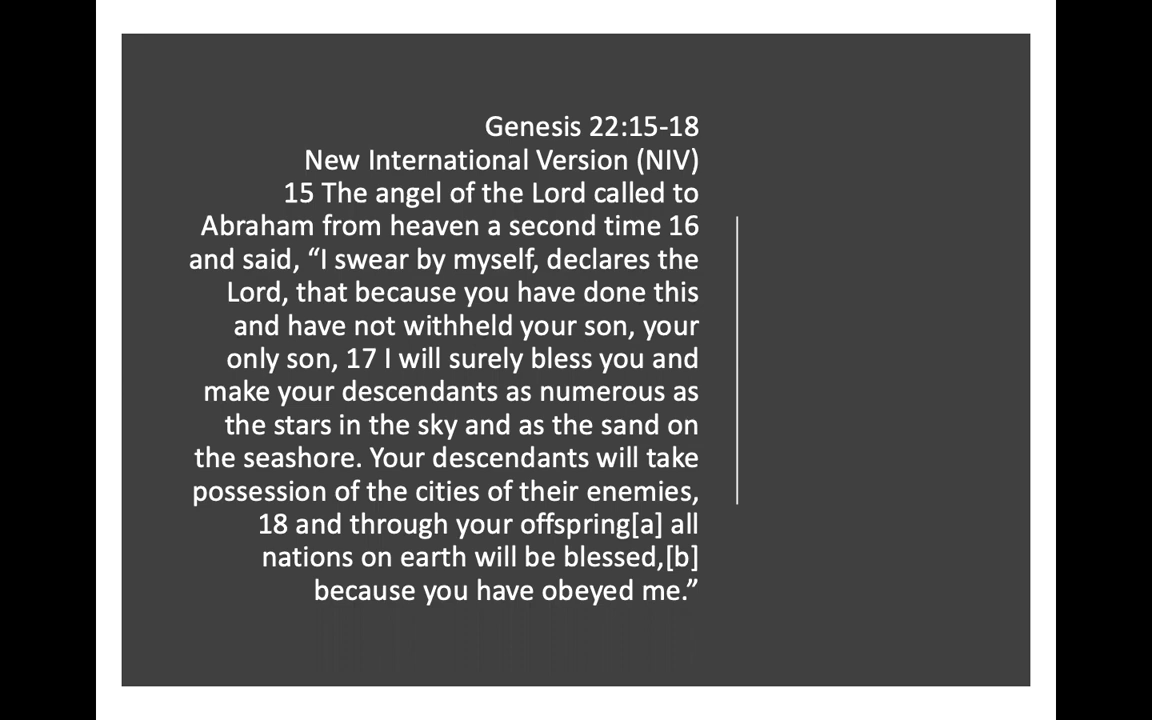 Genesis 22:15-18
New International Version (NIV)
15 The angel of the Lord called to
Abraham from heaven a second time 16
and said, “I swear by myself, declares the
Lord, that because you have done this
and have not withheld your son, your
only son, 17 I will surely bless you and
make your descendants as numerous as
the stars in the sky and as the sand on
the seashore. Your descendants will take
possession of the cities of their enemies,
18 and through your offspring[a] all
nations on earth will be blessed,[b]
because you have obeyed me.”